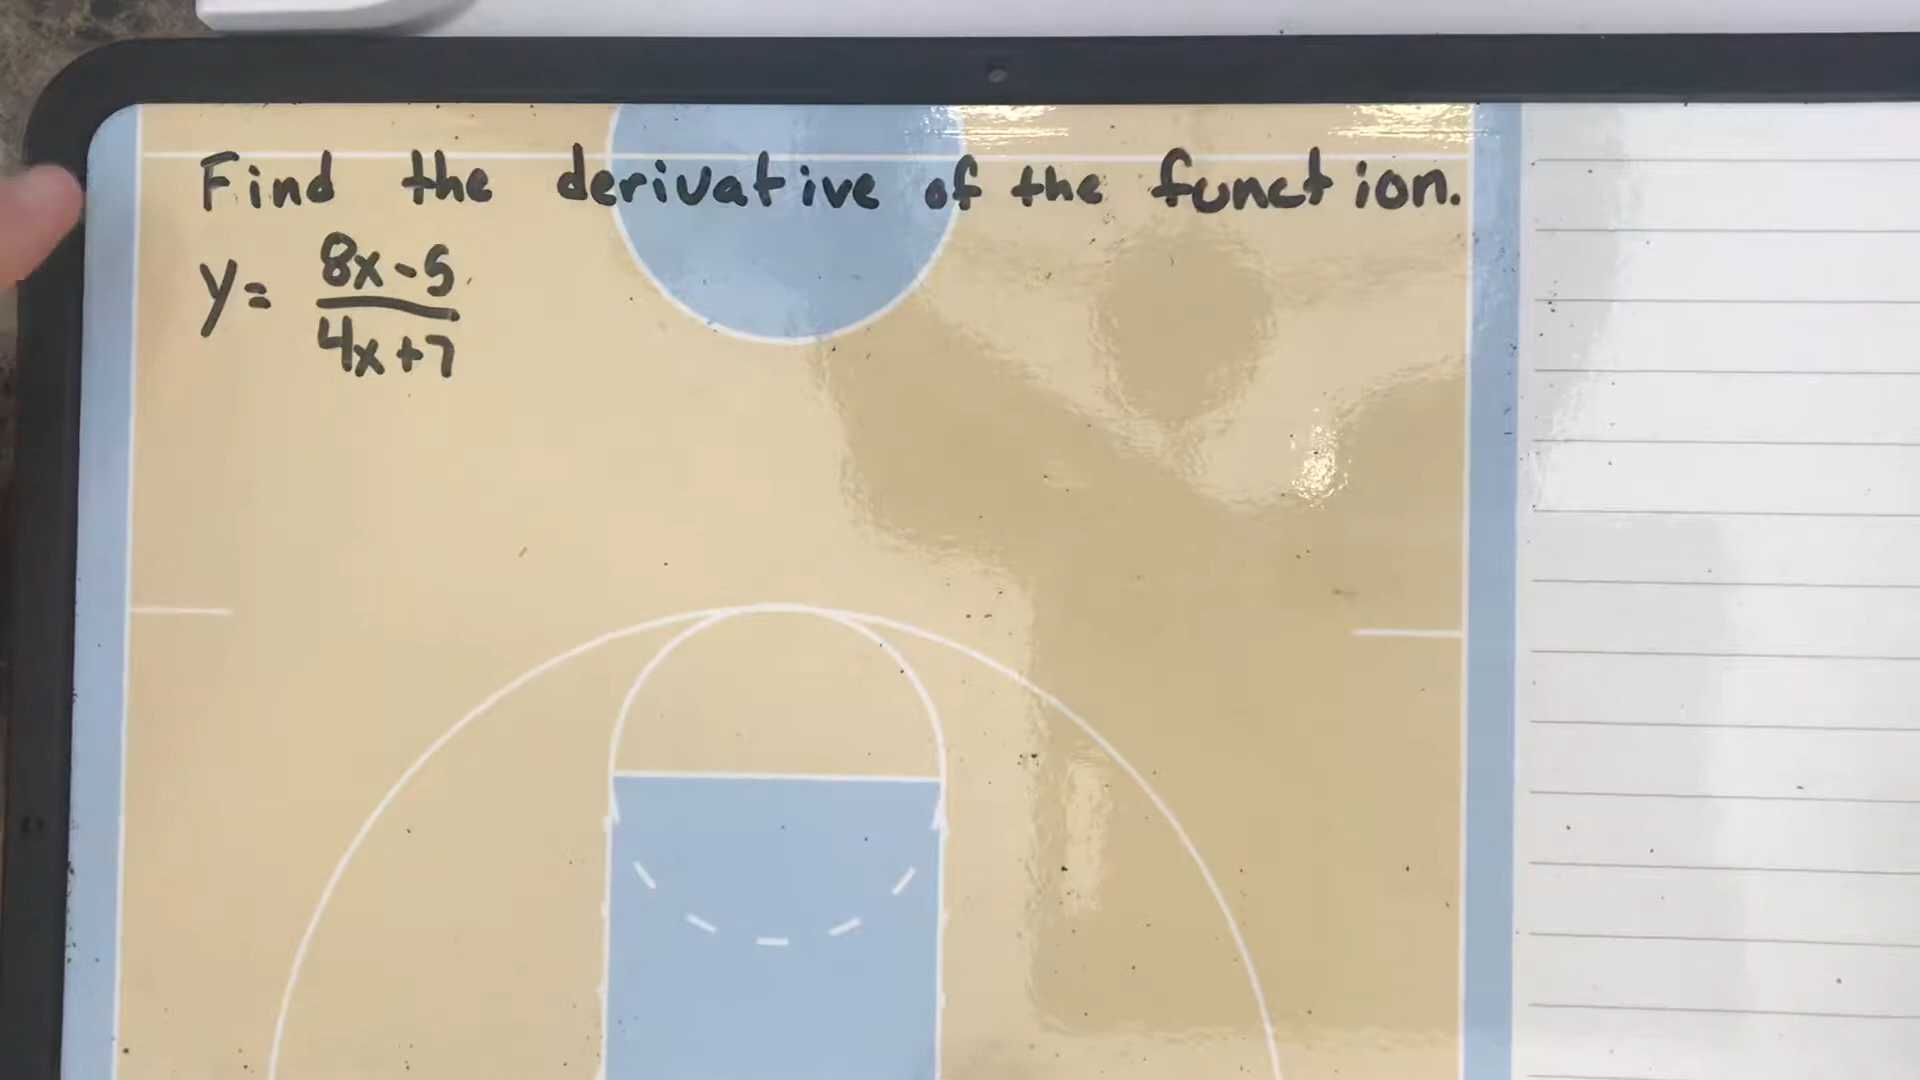 Find the derivative of the function.
y = 8x-5
4x+7